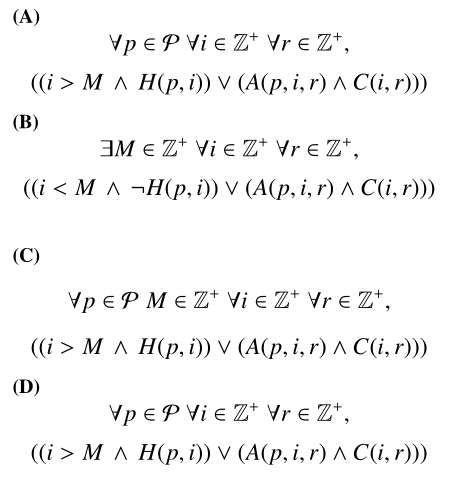 (A)
∀p ∈ 𝒫 ∀i ∈ ℤ⁺ ∀r ∈ ℤ⁺,
((i > M ∧ H(p, i)) ∨ (A(p, i, r) ∧ C(i, r)))
(B)
∃M ∈ ℤ⁺ ∀i ∈ ℤ⁺ ∀r ∈ ℤ⁺,
((i < M ∧ ¬H(p, i)) ∨ (A(p, i, r) ∧ C(i, r)))
(C)
∀p ∈ 𝒫 M ∈ ℤ⁺ ∀i ∈ ℤ⁺ ∀r ∈ ℤ⁺,
((i > M ∧ H(p, i)) ∨ (A(p, i, r) ∧ C(i, r)))
(D)
∀p ∈ 𝒫 ∀i ∈ ℤ⁺ ∀r ∈ ℤ⁺,
((i > M ∧ H(p, i)) ∨ (A(p, i, r) ∧ C(i, r)))